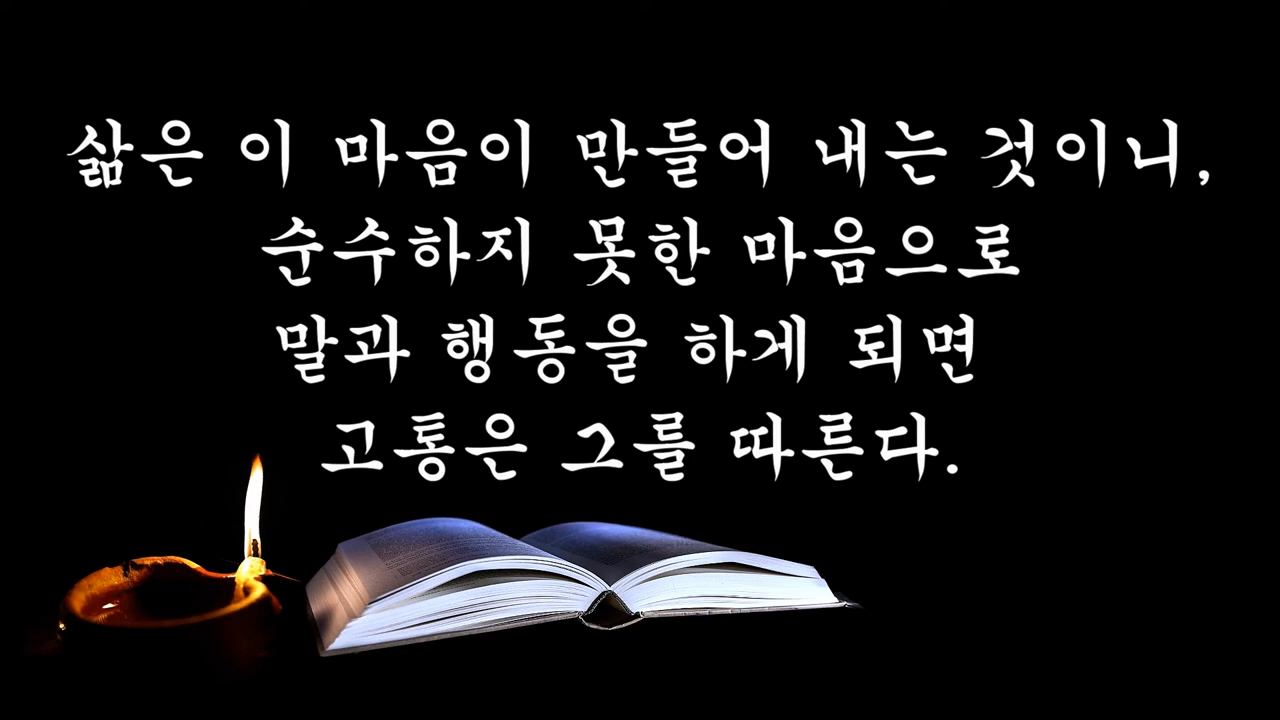 삶은 이 마음이 만들어 내는 것이니,
순수하지 못한 마음으로
말과 행동을 하게 되면
고통은 그를 따른다.